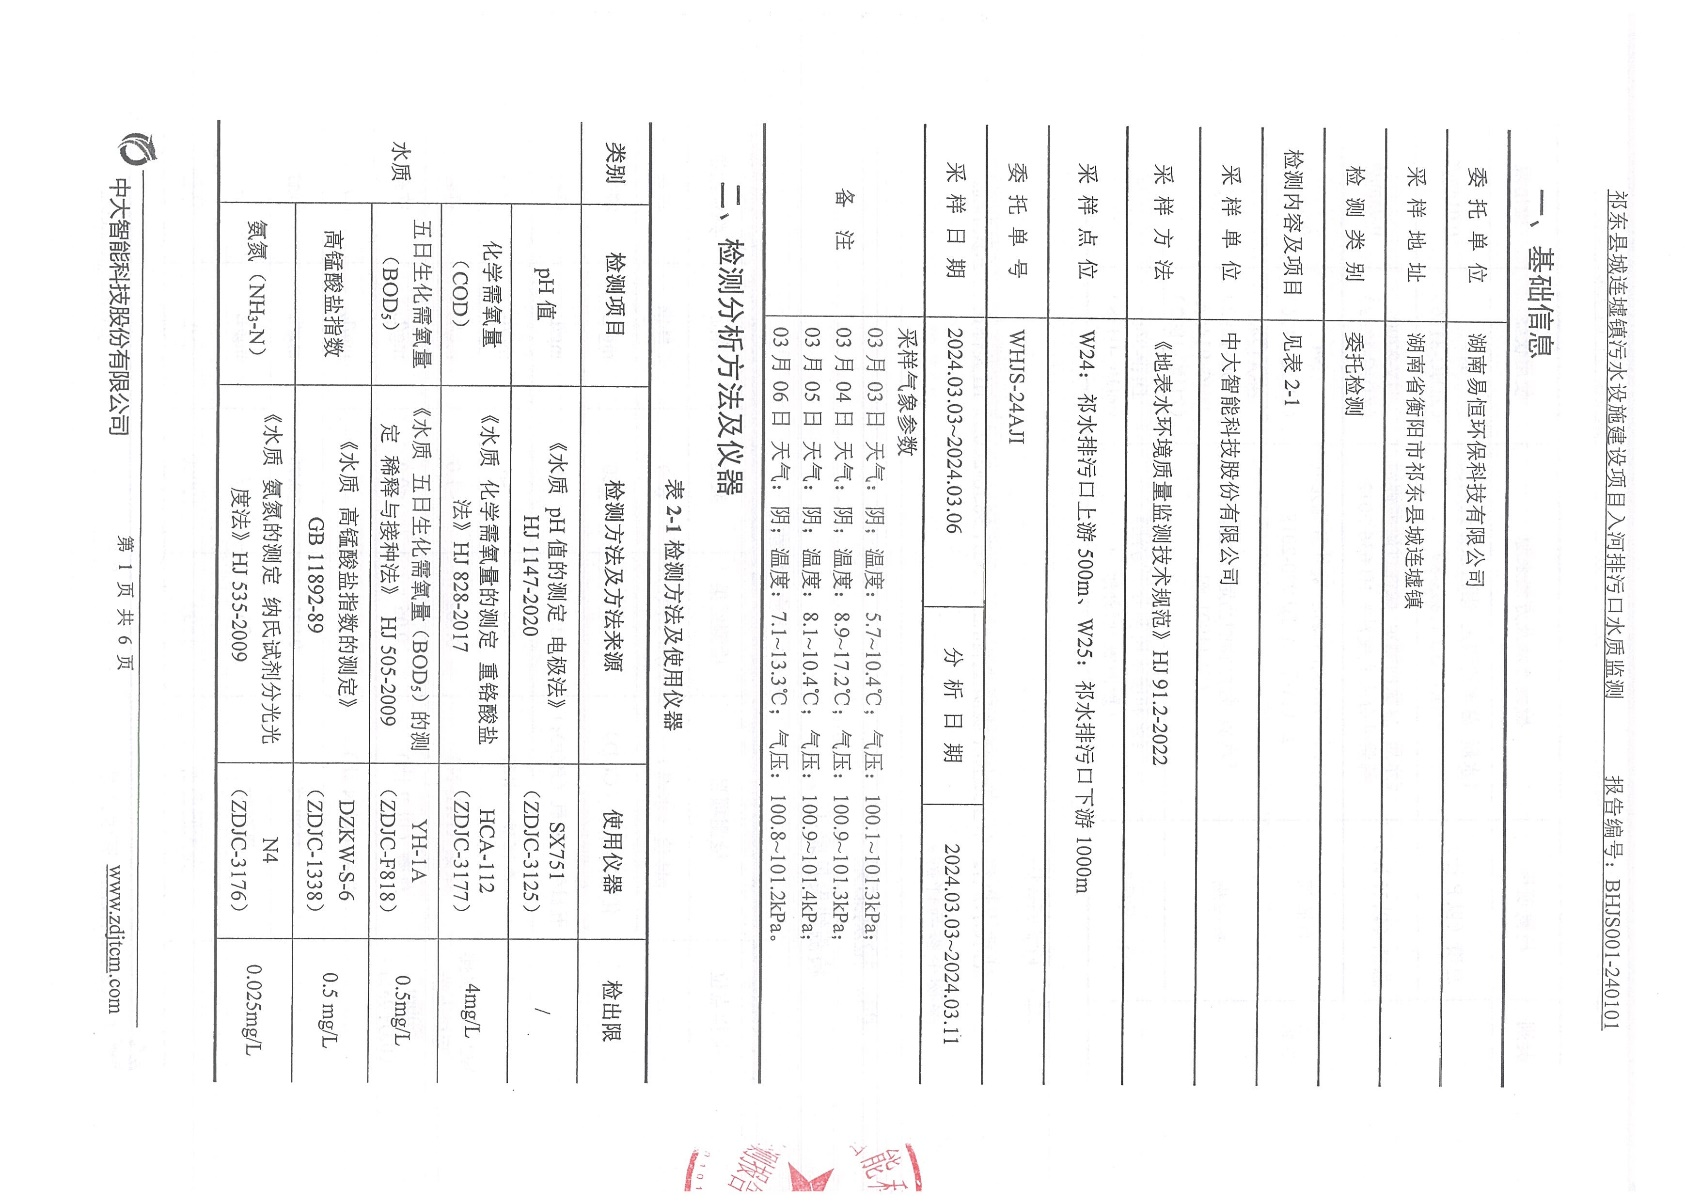 祁东县城连墟镇污水设施建设项目入河排污口水质监测 报告编号：BHJS001-240101
一、基础信息
委托单位 湖南易恒环保科技有限公司
采样地址 湖南省衡阳市祁东县城连墟镇
检测类别 委托检测
检测内容及项目 见表 2-1
采样单位 中大智能科技股份有限公司
采样方法 《地表水环境质量监测技术规范》HJ 91.2-2022
采样点位 W24：祁水排污口上游 500m、W25：祁水排污口下游 1000m
委托单号 WHJS-24AJI
采样日期 2024.03.03~2024.03.06 分析日期 2024.03.03~2024.03.11
备注 采样气象参数
03 月 03 日 天气：阴；温度：5.7~10.4℃；气压：100.1~101.3kPa；
03 月 04 日 天气：阴；温度：8.9~17.2℃；气压：100.9~101.3kPa；
03 月 05 日 天气：阴；温度：8.1~10.4℃；气压：100.9~101.4kPa；
03 月 06 日 天气：阴；温度：7.1~13.3℃；气压：100.8~101.2kPa。
二、检测分析方法及仪器
表 2-1 检测方法及使用仪器
类别 检测项目 检测方法及方法来源 使用仪器 检出限
水质
pH 值 《水质 pH 值的测定 电极法》 SX751 /
HJ 1147-2020 （ZDJC-3125）
化学需氧量 《水质 化学需氧量的测定 重铬酸盐 HCA-112 4mg/L
（COD） 法》HJ 828-2017 （ZDJC-3177）
五日生化需氧量 《水质 五日生化需氧量（BOD₅）的测 YH-1A 0.5mg/L
（BOD₅） 定 稀释与接种法》 HJ 505-2009 （ZDJC-F818）
高锰酸盐指数 《水质 高锰酸盐指数的测定》 DZKW-S-6 0.5 mg/L
GB 11892-89 （ZDJC-1338）
氨氮（NH₃-N） 《水质 氨氮的测定 纳氏试剂分光光 N4 0.025mg/L
度法》HJ 535-2009 （ZDJC-3176）
中大智能科技股份有限公司 第 1 页 共 6 页 www.zdjtcm.com
能科